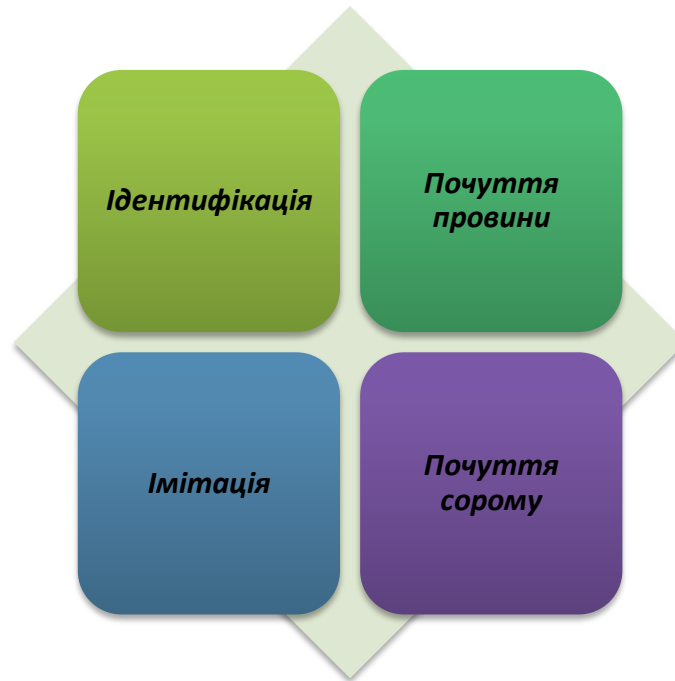 Ідентифікація
Почуття
провини
Імітація
Почуття
сорому